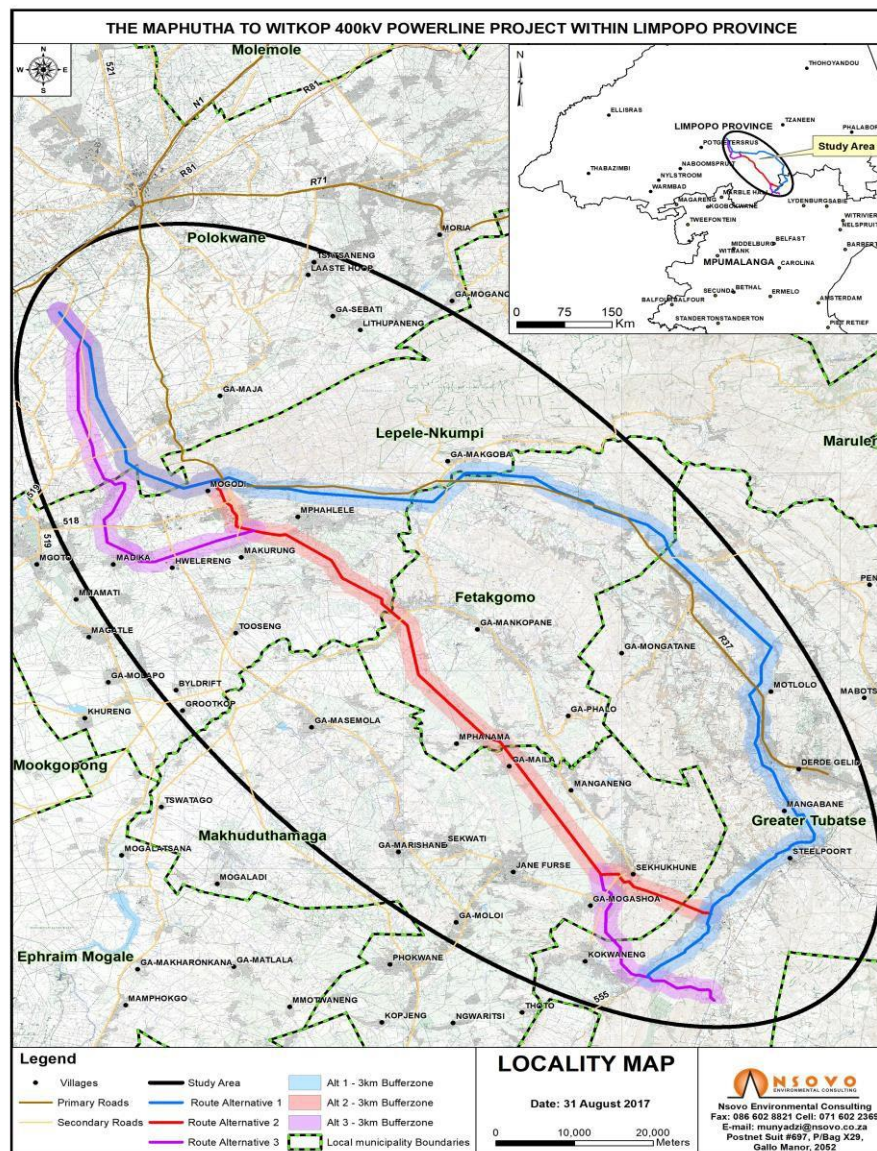 THE MAPHUTHA TO WITKOP 400kV POWERLINE PROJECT WITHIN LIMPOPO PROVINCE
N
W
E
S
Molemole
521
N1
R81
R81
R71
Polokwane
MORIA
TSATSANENG
LAASTE HOOP
GA-SEBATI
LITHUPANENG
GA-MOGANO
GA-MAJA
Lepele-Nkumpi
GA-MAKGOBA
MOGODI
MPHAHLELE
519
518
519
MGOTO
MADIKA
HWELERENG
MAKURUNG
MMAMATI
MAGATLE
TOOSENG
Fetakgomo
GA-MANKOPANE
GA-MONGATANE
R37
GA-MOLAPO
BYLDRIFT
GROOTKOP
KHURENG
GA-MASEMOLA
MPHANAMA
GA-PHALO
MOTLOLO
MABOTS
PEN
Maruler
Mookgopong
GA-MAILA
MANGANENG
DERDE GELID
MANGABANE
TSWATAGO
Makhuduthamaga
Greater Tubatse
MOGALATSANA
GA-MARISHANE
SEKWATI
STEELPOORT
MOGALADI
JANE FURSE
SEKHUKHUNE
GA-MOGASHOA
GA-MOLOI
Ephraim Mogale
GA-MAKHARONKANA
GA-MATLALA
PHOKWANE
KOKWANENG
MAMPHOKGO
MMOTWANENG
KOPJENG
NGWARITSI
THOTO
555
N
THOHOYANDOU
ELLISRAS
TZANEEN
LIMPOPO PROVINCE
PHALABOR
POTGIETERSRUS
Study Area
NABOOMSPRUIT
THABAZIMBI
NYLSTROOM
WARMBAD
MARBLE HALL
MAGARENG
LYDENBURG
SABIE
TWEEFONTEIN
WITRIVIER
NELSPRUIT
MIDDELBURG
BELFAST
BARBERT
WITBANK
CAROLINA
MPUMALANGA
SECUNDA
BETHAL
ERMELO
BALFOUR
BALFOUR
AMSTERDAM
STANDERTON
STANDERTON
PIET RETIEF
0 75 150
Km
Legend
Villages
Primary Roads
Secondary Roads
Study Area
Route Alternative 1
Route Alternative 2
Route Alternative 3
Alt 1 - 3km Bufferzone
Alt 2 - 3km Bufferzone
Alt 3 - 3km Bufferzone
Local municipality Boundaries
LOCALITY MAP
Date: 31 August 2017
0 10,000 20,000
Meters
NSOVO
ENVIRONMENTAL CONSULTING
Nsovo Environmental Consulting
Fax: 086 602 8821 Cell: 071 602 2369
E-mail: munyadzi@nsovo.co.za
Postnet Suit #697, P/Bag X29,
Gallo Manor, 2052